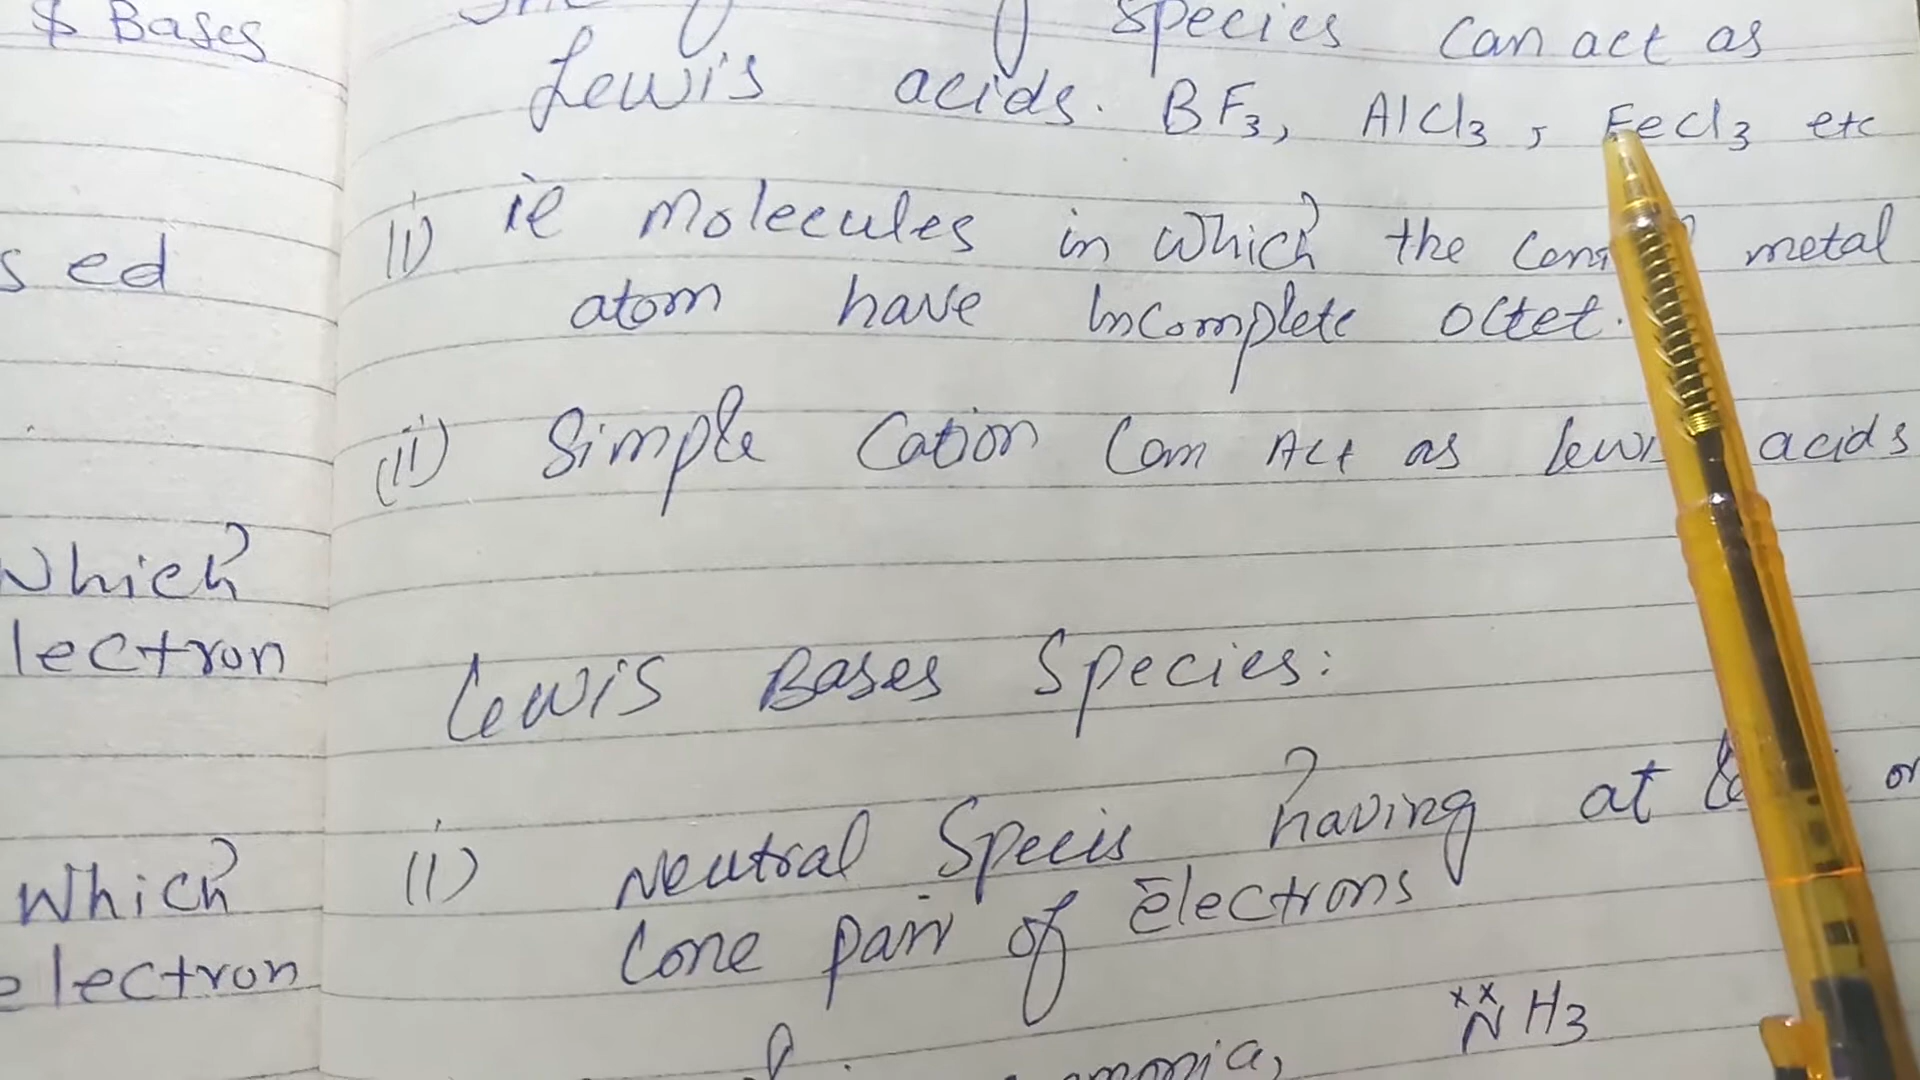 $ Bases
s ed
Which
lectron
Which
electron
species can act as
Lewis acids. BF3, AlCl3, FeCl3 etc
(i) ie molecules in which the metal
atom have Incomplete octet.
(ii) Simple Cation Can Act as acids
Lewis Bases Species:
(i) Neutral Specis having at
lone pair of Electrons
NH3